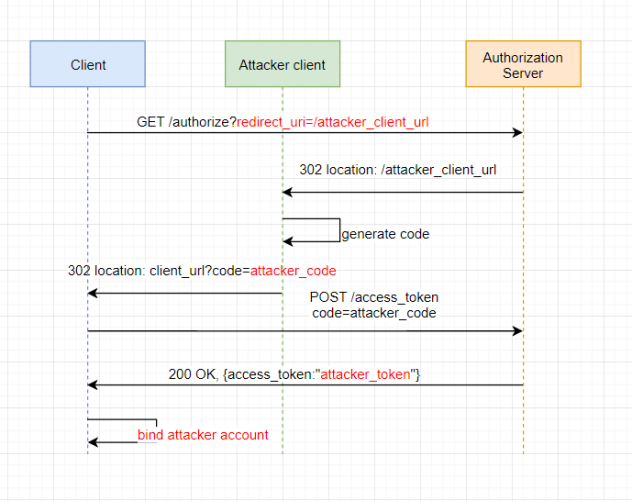 Client
Attacker client
Authorization
Server
GET /authorize?redirect_uri=/attacker_client_url
302 location: /attacker_client_url
generate code
302 location: client_url?code=attacker_code
POST /access_token
code=attacker_code
200 OK, {access_token:"attacker_token"}
bind attacker account